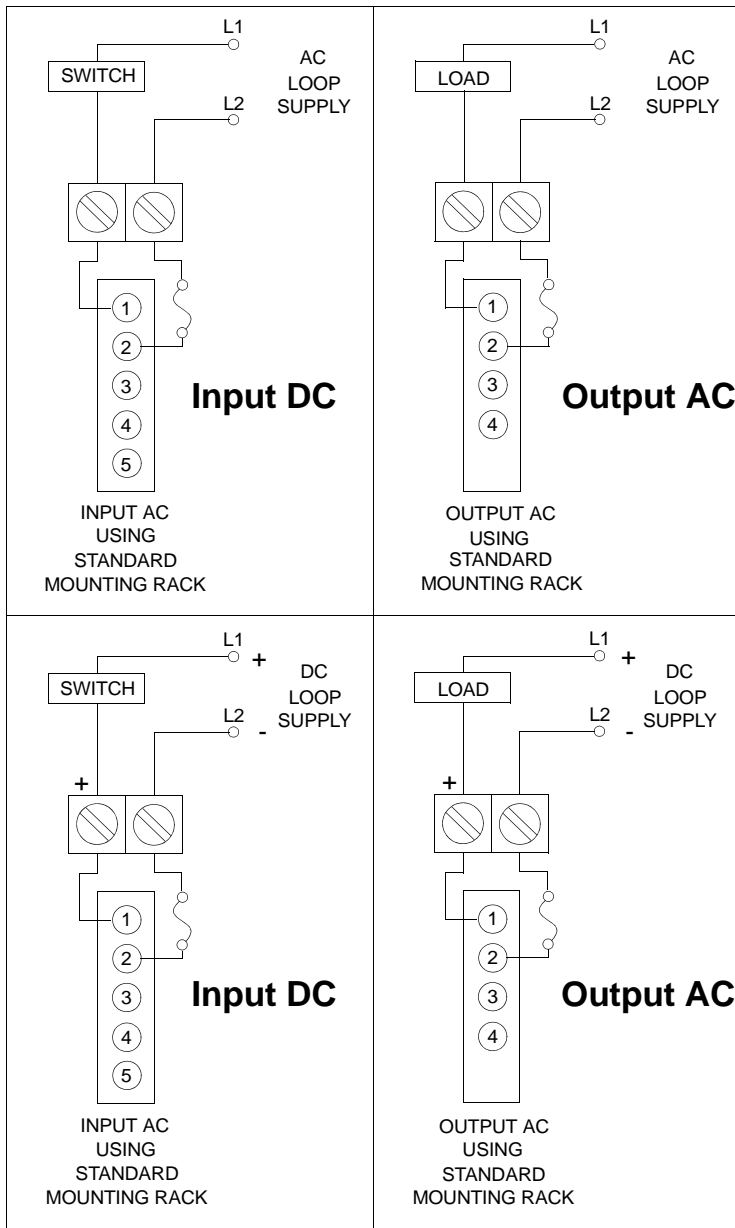 L1
AC
LOOP
SUPPLY
SWITCH
L2
1
2
3
4
5
Input DC
INPUT AC
USING
STANDARD
MOUNTING RACK
L1
AC
LOOP
SUPPLY
LOAD
L2
1
2
3
4
Output AC
OUTPUT AC
USING
STANDARD
MOUNTING RACK
L1
+
DC
LOOP
SUPPLY
SWITCH
L2
-
+
1
2
3
4
5
Input DC
INPUT AC
USING
STANDARD
MOUNTING RACK
L1
+
DC
LOOP
SUPPLY
LOAD
L2
-
+
1
2
3
4
Output AC
OUTPUT AC
USING
STANDARD
MOUNTING RACK